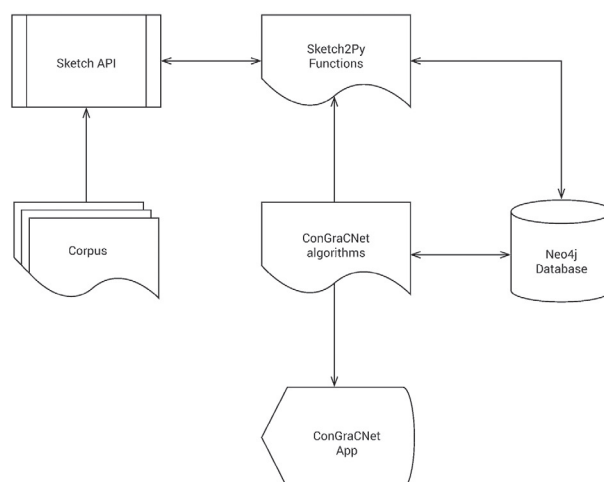 Sketch API
Sketch2Py
Functions
Corpus
ConGraCNet
algorithms
Neo4j
Database
ConGraCNet
App